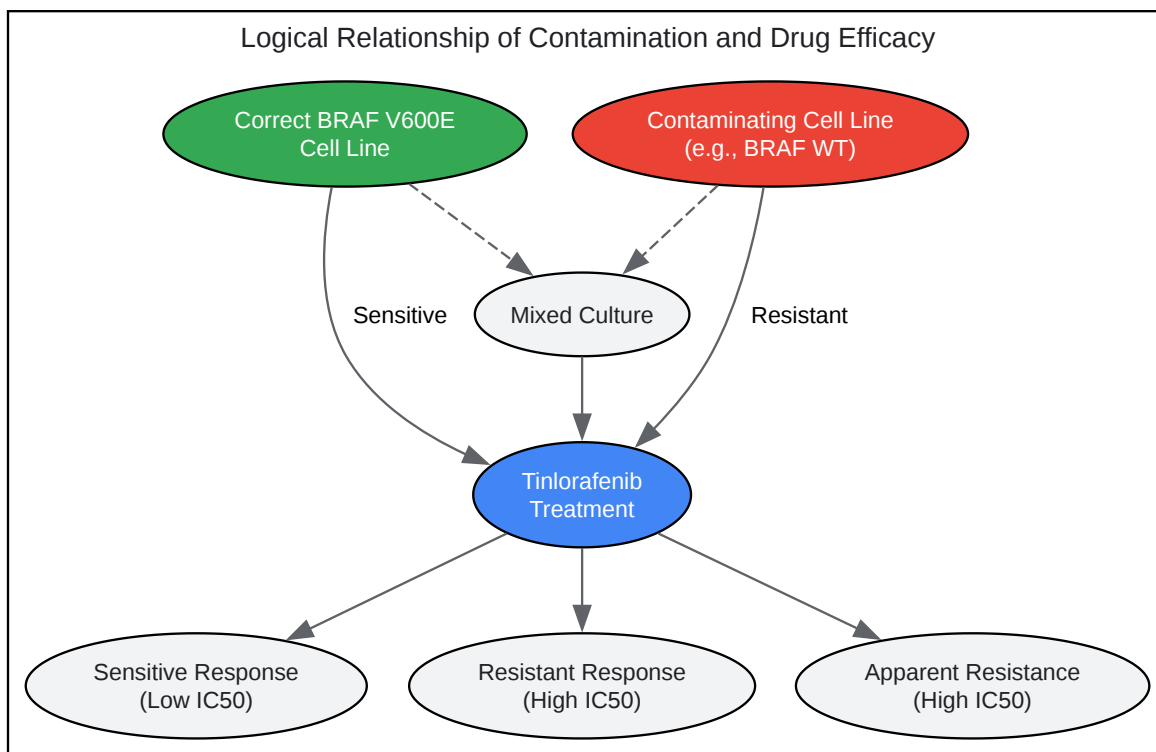 Logical Relationship of Contamination and Drug Efficacy
Correct BRAF V600E
Cell Line
Contaminating Cell Line
(e.g., BRAF WT)
Sensitive
Mixed Culture
Resistant
Tinlorafenib
Treatment
Sensitive Response
(Low IC50)
Resistant Response
(High IC50)
Apparent Resistance
(High IC50)